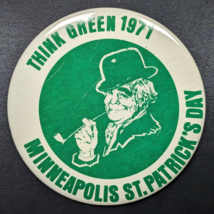 THINK GREEN 1971
MINNEAPOLIS ST. PATRICK'S DAY